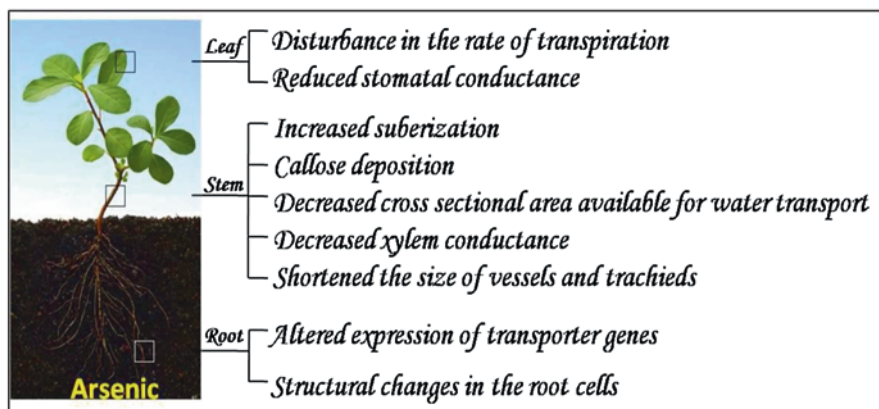 Leaf
Disturbance in the rate of transpiration
Reduced stomatal conductance
Stem
Increased suberization
Callose deposition
Decreased cross sectional area available for water transport
Decreased xylem conductance
Shortened the size of vessels and trachieds
Root
Altered expression of transporter genes
Structural changes in the root cells
Arsenic